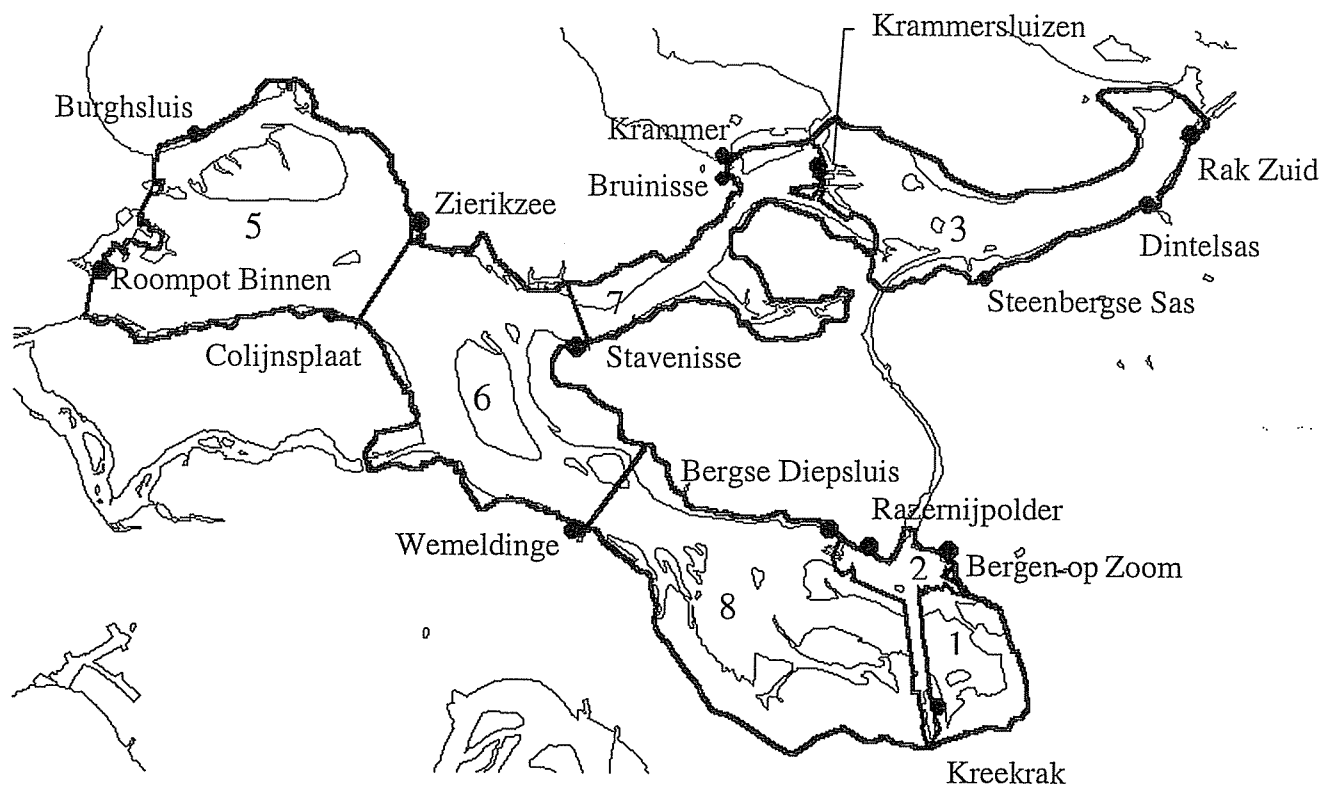 Krammersluizen
Burghsluis
Krammer
Bruinisse
Rak Zuid
Zierikzee
5
3
Dintelsas
Roompot Binnen
Steenbergse Sas
7
Colijnsplaat
Stavenisse
6
Bergse Diepsluis
Razernijpolder
Wemeldinge
2
Bergen op Zoom
8
1
Kreekrak